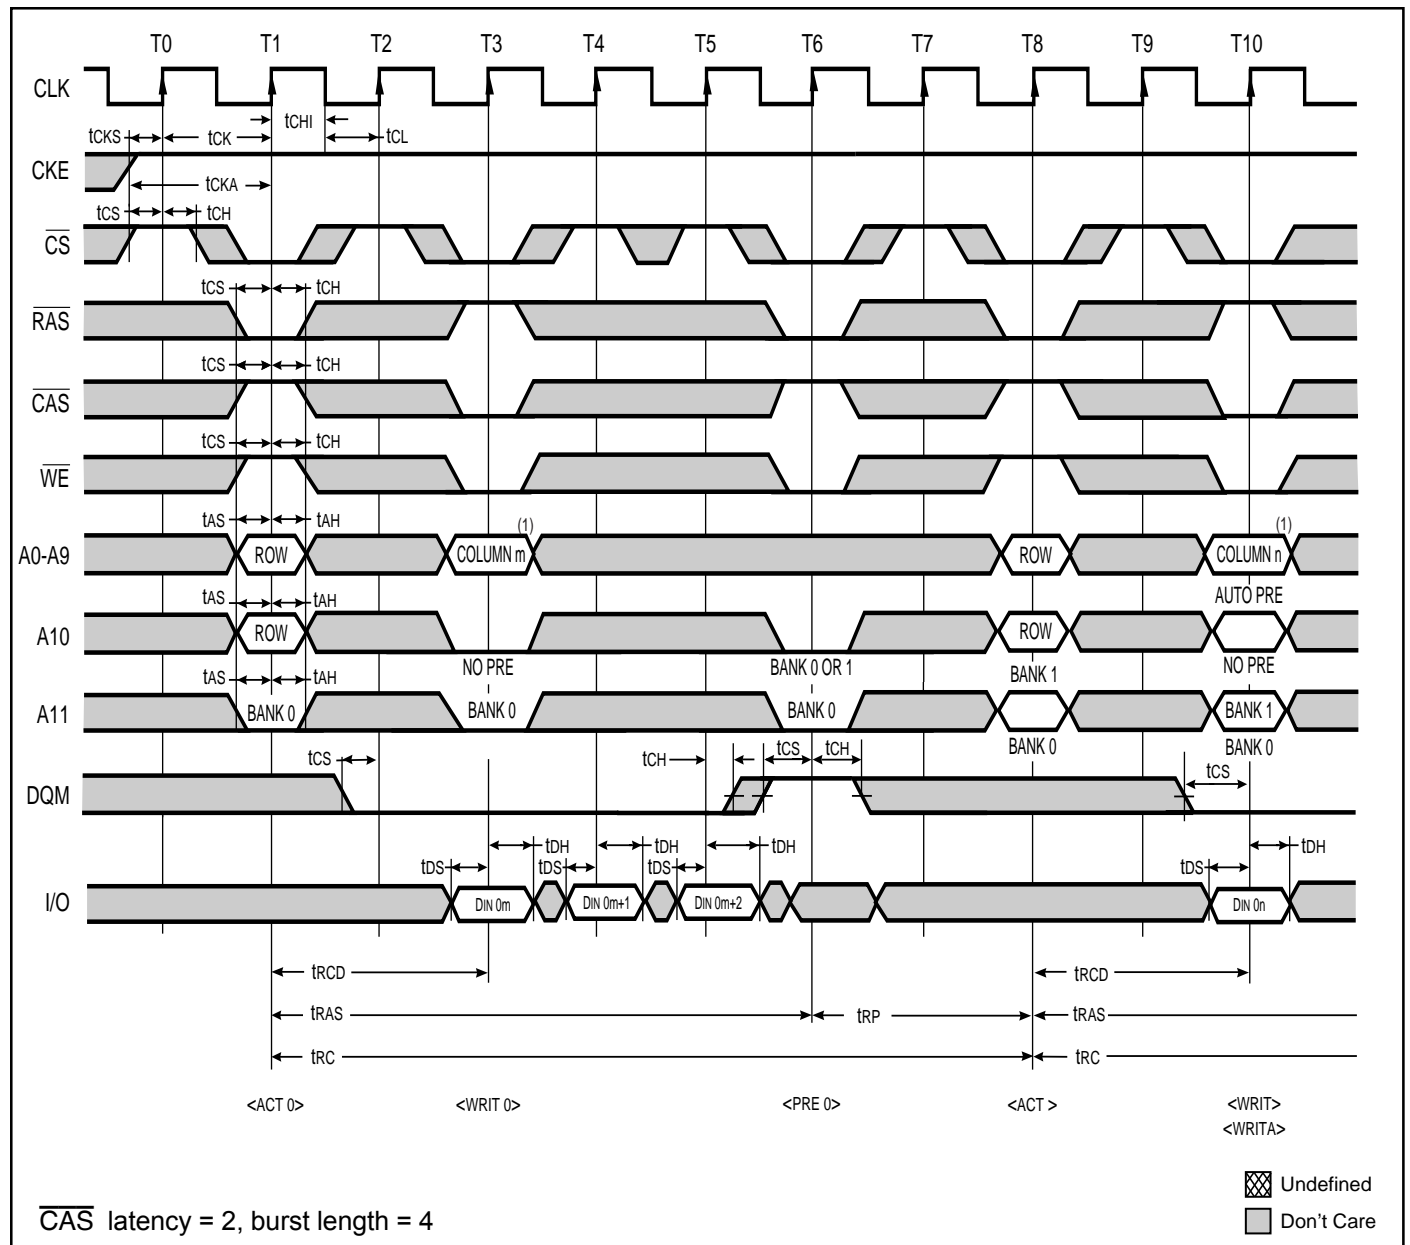 T0 T1 T2 T3 T4 T5 T6 T7 T8 T9 T10
CLK
tCHI
tCKS tCK tCL
CKE
tCKA
tCS tCH
CS
tCS tCH
RAS
tCS tCH
CAS
tCS tCH
WE
tAS tAH (1) (1)
A0-A9 ROW COLUMN m ROW COLUMN n
tAS tAH AUTO PRE
A10 ROW ROW
NO PRE BANK 0 OR 1 BANK 1 NO PRE
tAS tAH
A11 BANK 0 BANK 0 BANK 0 BANK 1
BANK 0 BANK 0
tCS tCH tCS tCH tCS
DQM
tDH tDH tDH tDH
tDS tDS tDS tDS
I/O DIN 0m DIN 0m+1 DIN 0m+2 DIN 0n
tRCD tRCD
tRAS tRP tRAS
tRC tRC
<ACT 0> <WRIT 0> <PRE 0> <ACT > <WRIT>
<WRITA>
Undefined
CAS latency = 2, burst length = 4
Don't Care